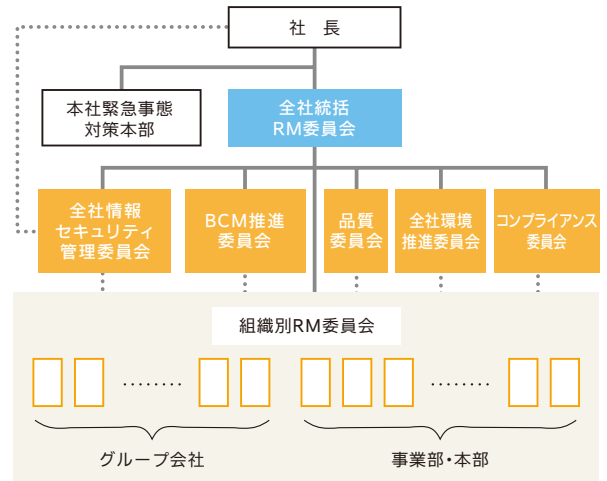 社 長
本社緊急事態
対策本部
全社統括
RM委員会
全社情報
セキュリティ
管理委員会
BCM推進
委員会
品質
委員会
全社環境
推進委員会
コンプライアンス
委員会
組織別RM委員会
........
........
グループ会社
事業部・本部